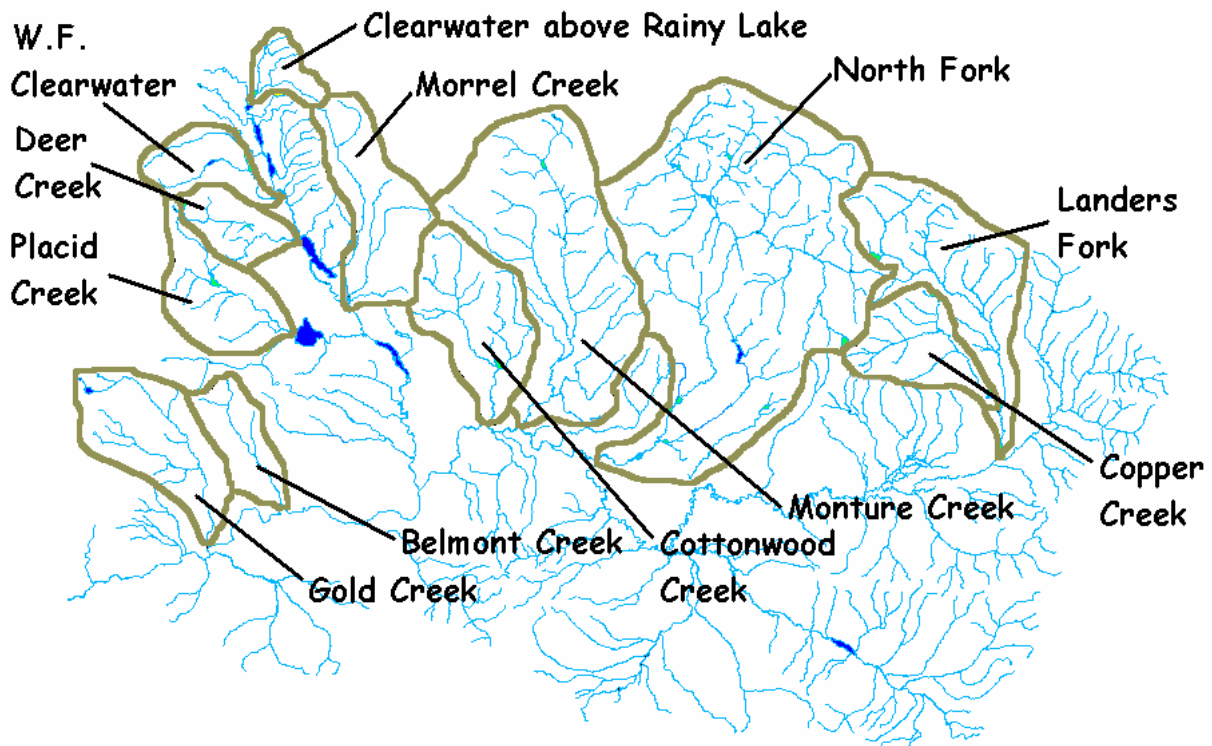 W.F.
Clearwater
Clearwater above Rainy Lake
Morrel Creek
North Fork
Deer
Creek
Placid
Creek
Landers
Fork
Copper
Creek
Monture Creek
Cottonwood
Creek
Belmont Creek
Gold Creek